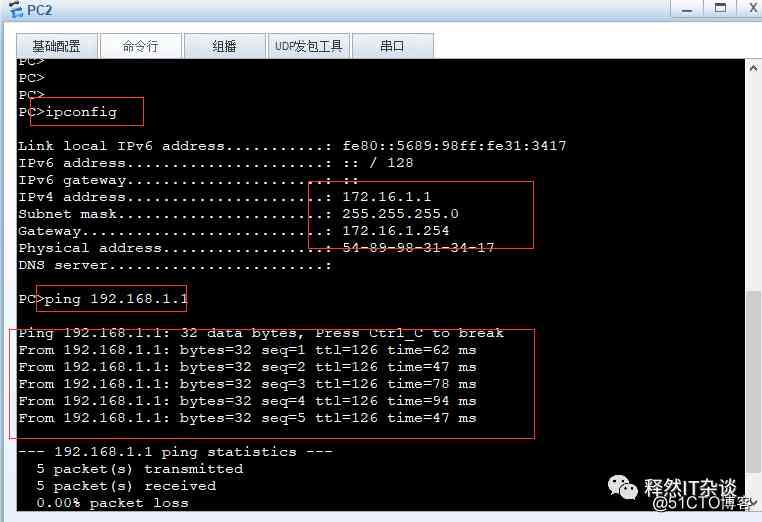 PC2
基础配置 命令行 组播 UDP发包工具 串口
PC>
PC>
PC>
PC>ipconfig
Link local IPv6 address...........: fe80::5689:98ff:fe31:3417
IPv6 address......................: :: / 128
IPv6 gateway......................: ::
IPv4 address......................: 172.16.1.1
Subnet mask.......................: 255.255.255.0
Gateway...........................: 172.16.1.254
Physical address..................: 54-89-98-31-34-17
DNS server........................:
PC>ping 192.168.1.1
Ping 192.168.1.1: 32 data bytes, Press Ctrl_C to break
From 192.168.1.1: bytes=32 seq=1 ttl=126 time=62 ms
From 192.168.1.1: bytes=32 seq=2 ttl=126 time=47 ms
From 192.168.1.1: bytes=32 seq=3 ttl=126 time=78 ms
From 192.168.1.1: bytes=32 seq=4 ttl=126 time=94 ms
From 192.168.1.1: bytes=32 seq=5 ttl=126 time=47 ms
--- 192.168.1.1 ping statistics ---
5 packet(s) transmitted
5 packet(s) received
0.00% packet loss
释然IT杂谈
@51CTO博客